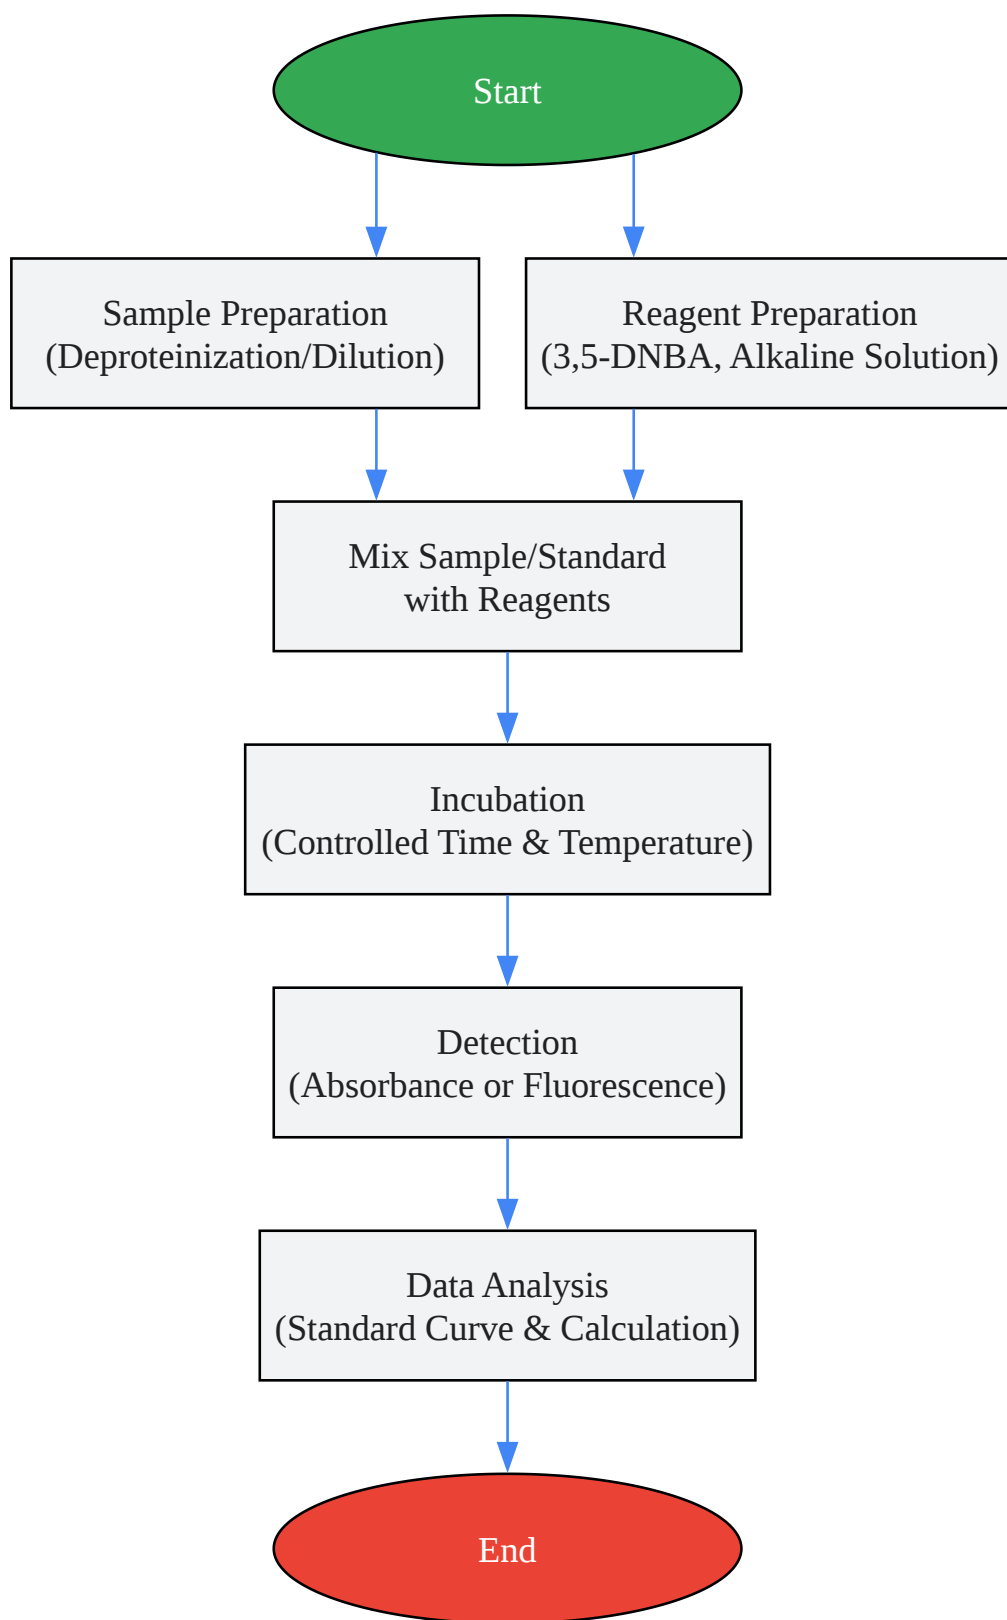 Start
Sample Preparation
(Deproteinization/Dilution)
Reagent Preparation
(3,5-DNBA, Alkaline Solution)
Mix Sample/Standard
with Reagents
Incubation
(Controlled Time & Temperature)
Detection
(Absorbance or Fluorescence)
Data Analysis
(Standard Curve & Calculation)
End